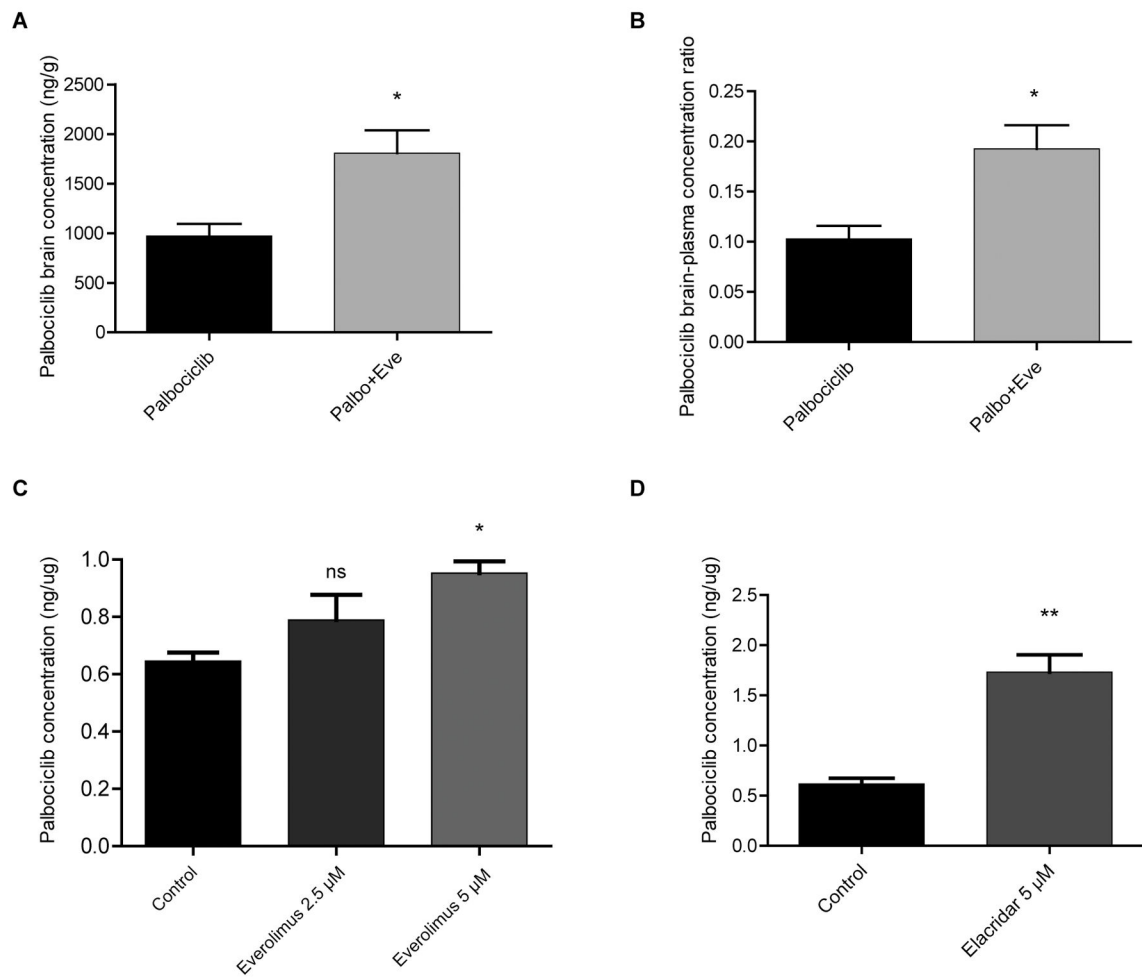 A
Palbociclib brain concentration (ng/g)
2500
2000
1500
1000
500
0
*
Palbociclib
Palbo+Eve
B
Palbociclib brain-plasma concentration ratio
0.25
0.20
0.15
0.10
0.05
0.00
*
Palbociclib
Palbo+Eve
C
Palbociclib concentration (ng/ug)
1.0
0.8
0.6
0.4
0.2
0.0
ns
*
Control
Everolimus 2.5 µM
Everolimus 5 µM
D
Palbociclib concentration (ng/ug)
2.5
2.0
1.5
1.0
0.5
0.0
**
Control
Elacridar 5 µM